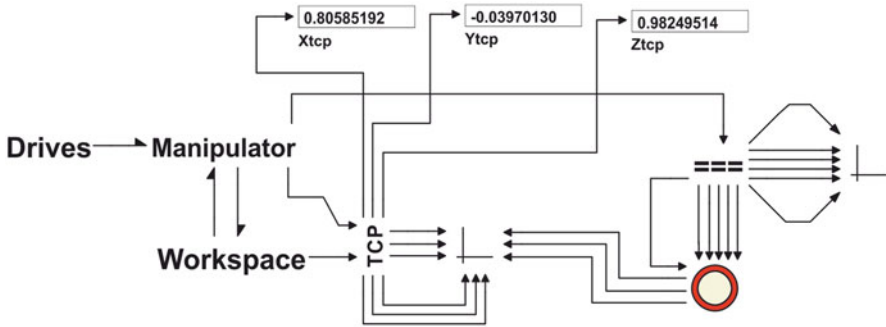 0.80585192
Xtcp
-0.03970130
Ytcp
0.98249514
Ztcp
Drives
Manipulator
Workspace
TCP